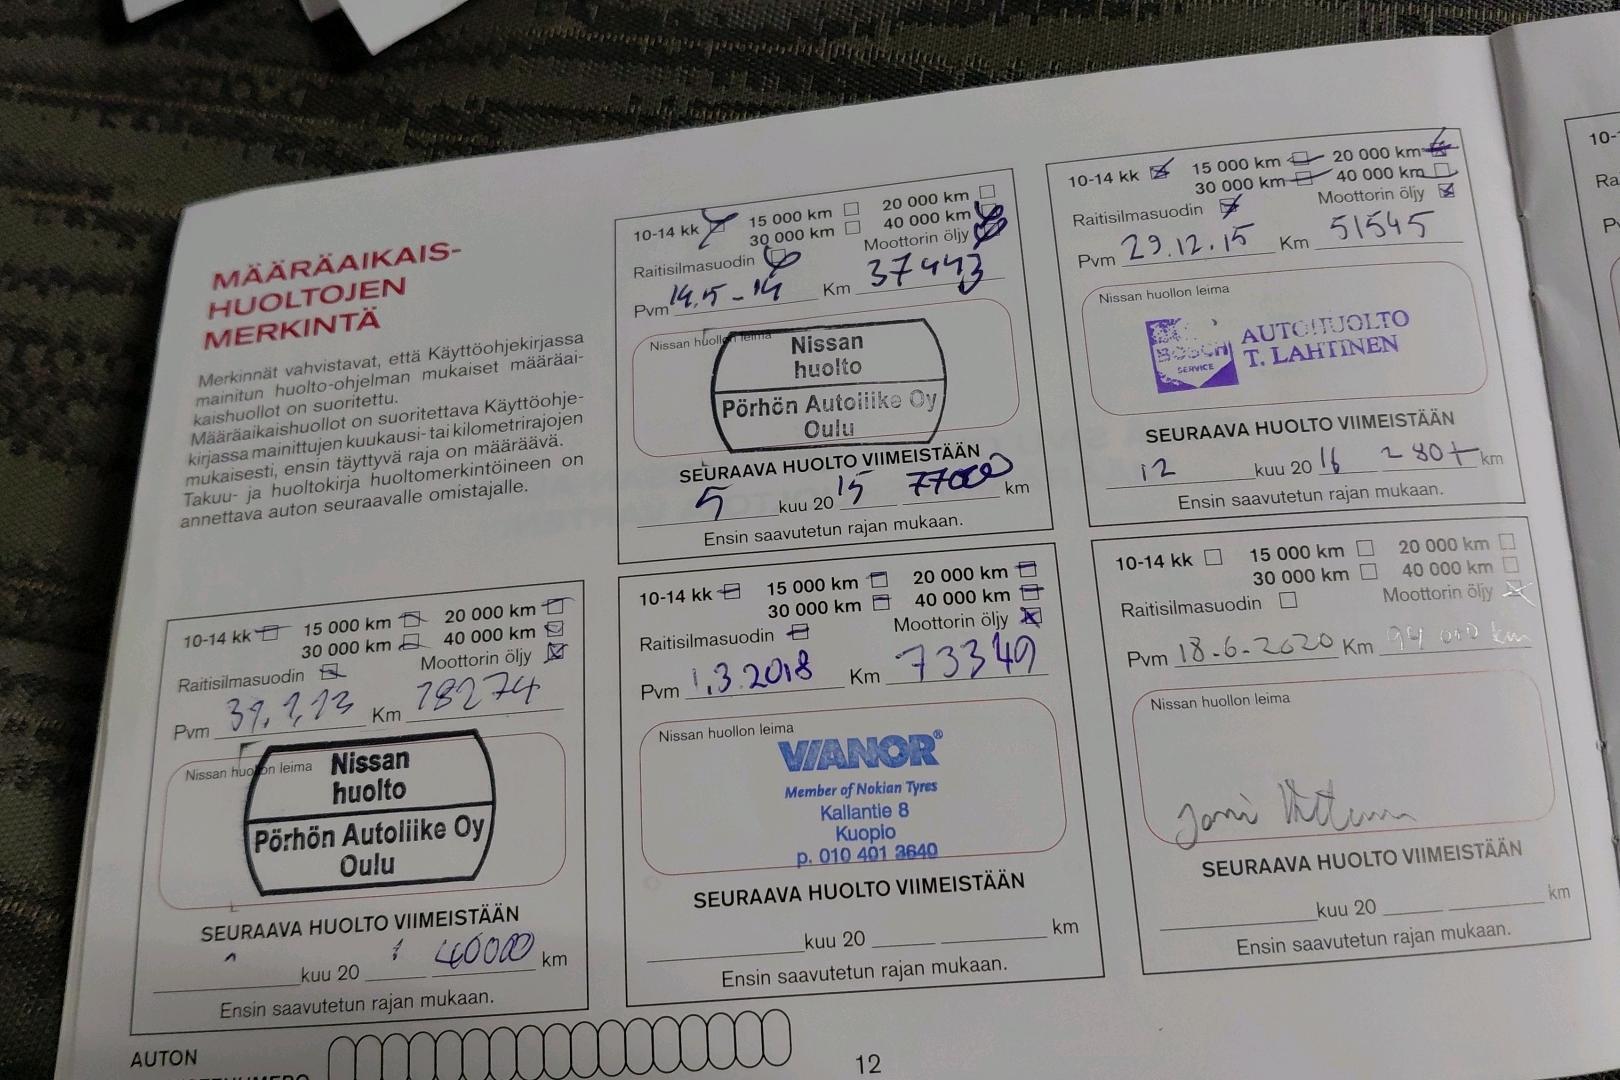 MÄÄRÄAIKAIS-
HUOLTOJEN
MERKINTÄ
Merkinnät vahvistavat, että Käyttöohjekirjassa
mainitun huolto-ohjelman mukaiset määräai-
kaishuollot on suoritettu.
Määräaikaishuollot on suoritettava Käyttöohje-
kirjassa mainittujen kuukausi- tai kilometrirajojen
mukaisesti, ensin täyttyvä raja on määräävä.
Takuu- ja huoltokirja huoltomerkintöineen on
annettava auton seuraavalle omistajalle.
10-14 kk 15 000 km 20 000 km
30 000 km 40 000 km
Raitisilmasuodin Moottorin öljy
Pvm Km 18274
Nissan huollon leima
Nissan
huolto
Pörhön Autoliike Oy
Oulu
SEURAAVA HUOLTO VIIMEISTÄÄN
kuu 20 40000 km
Ensin saavutetun rajan mukaan.
10-14 kk 15 000 km 20 000 km
30 000 km 40 000 km
Raitisilmasuodin Moottorin öljy
Pvm 14.5-14 Km 37443
Nissan huollon leima
Nissan
huolto
Pörhön Autoliike Oy
Oulu
SEURAAVA HUOLTO VIIMEISTÄÄN
5 kuu 20 15 77000 km
Ensin saavutetun rajan mukaan.
10-14 kk 15 000 km 20 000 km
30 000 km 40 000 km
Raitisilmasuodin Moottorin öljy
Pvm 1.3.2018 Km 73349
Nissan huollon leima
VIANOR®
Member of Nokian Tyres
Kallantie 8
Kuopio
p. 010 401 3640
SEURAAVA HUOLTO VIIMEISTÄÄN
kuu 20 km
Ensin saavutetun rajan mukaan.
10-14 kk 15 000 km 20 000 km
30 000 km 40 000 km
Raitisilmasuodin Moottorin öljy
Pvm 29.12.15 Km 51545
Nissan huollon leima
BOSCH
SERVICE
AUTOHUOLTO
T. LAHTINEN
SEURAAVA HUOLTO VIIMEISTÄÄN
12 kuu 20 16 km
Ensin saavutetun rajan mukaan.
10-14 kk 15 000 km 20 000 km
30 000 km 40 000 km
Raitisilmasuodin Moottorin öljy
Pvm 18.6.2020 Km 94 000 km
Nissan huollon leima
SEURAAVA HUOLTO VIIMEISTÄÄN
kuu 20 km
Ensin saavutetun rajan mukaan.
AUTON
12
10-
Ra